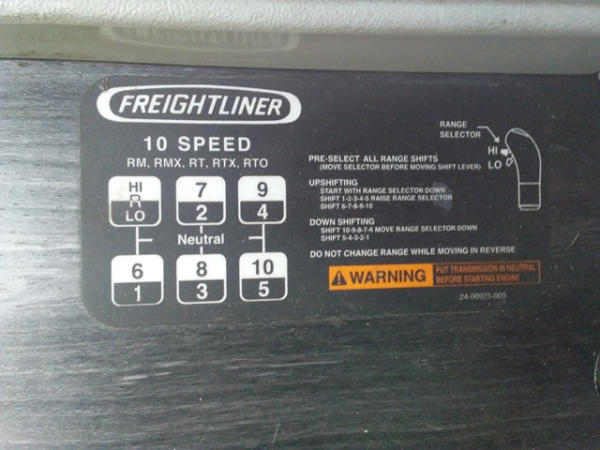 FREIGHTLINER
10 SPEED
RM, RMX, RT, RTX, RTO
HI 7 9
R 2 4
LO
Neutral
6 8 10
1 3 5
RANGE
SELECTOR
HI
LO
PRE-SELECT ALL RANGE SHIFTS
(MOVE SELECTOR BEFORE MOVING SHIFT LEVER)
UPSHIFTING
START WITH RANGE SELECTOR DOWN
SHIFT 1-2-3-4-5 RAISE RANGE SELECTOR
SHIFT 6-7-8-9-10
DOWN SHIFTING
SHIFT 10-9-8-7-6 MOVE RANGE SELECTOR DOWN
SHIFT 5-4-3-2-1
DO NOT CHANGE RANGE WHILE MOVING IN REVERSE
WARNING
PUT TRANSMISSION IN NEUTRAL
BEFORE STARTING ENGINE
24-00925-005